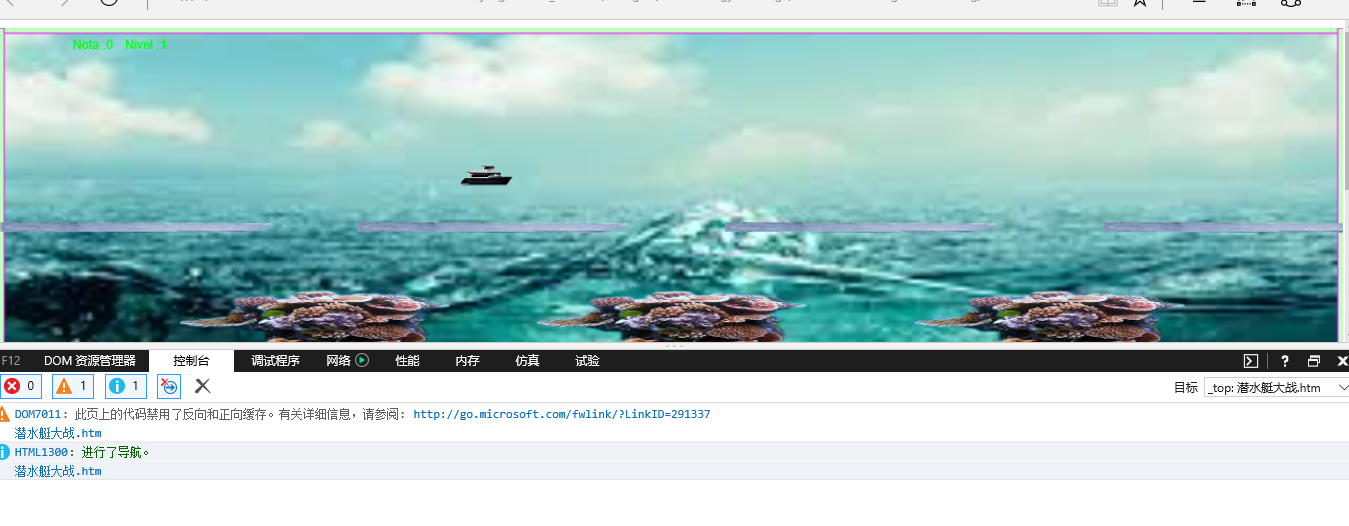 Nota :0 Nivel :1
F12 DOM 资源管理器 控制台 调试程序 网络 性能 内存 仿真 试验
0 1 1 目标 _top: 潜水艇大战.htm
DOM7011: 此页上的代码禁用了反向和正向缓存。有关详细信息，请参阅: http://go.microsoft.com/fwlink/?LinkID=291337
潜水艇大战.htm
HTML1300: 进行了导航。
潜水艇大战.htm